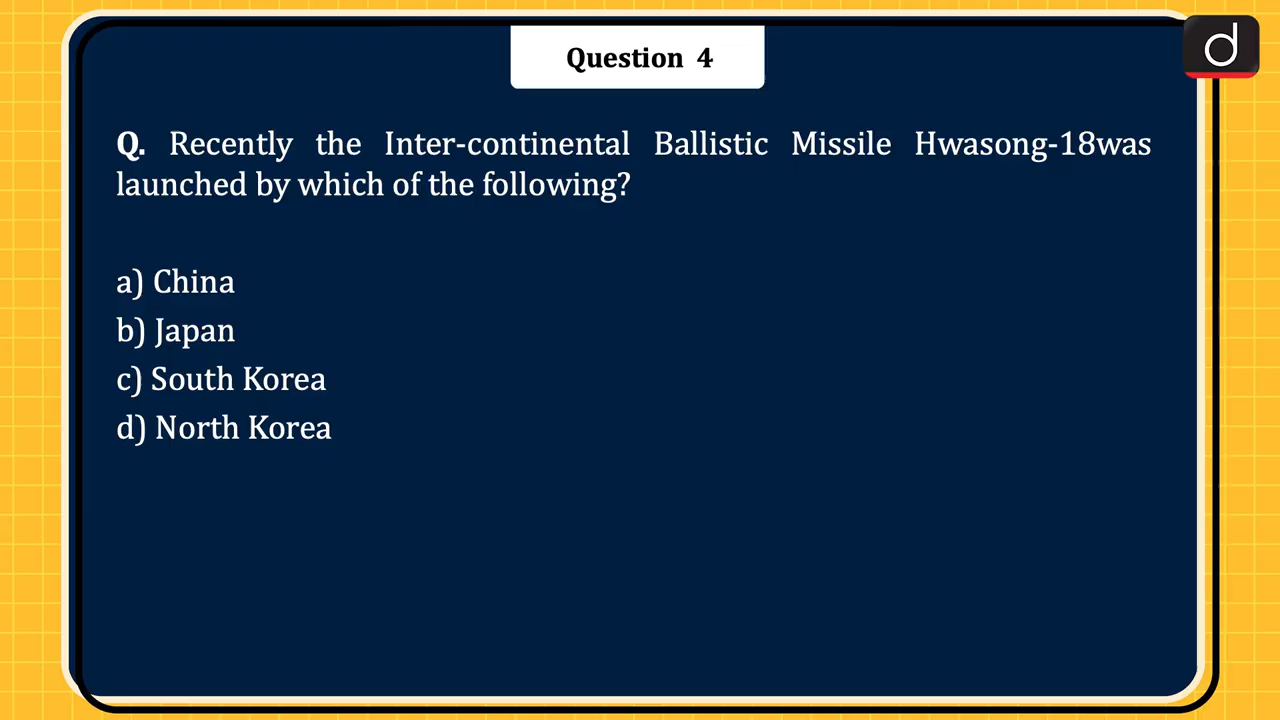 Question 4
d
Q. Recently the Inter-continental Ballistic Missile Hwasong-18was
launched by which of the following?
a) China
b) Japan
c) South Korea
d) North Korea